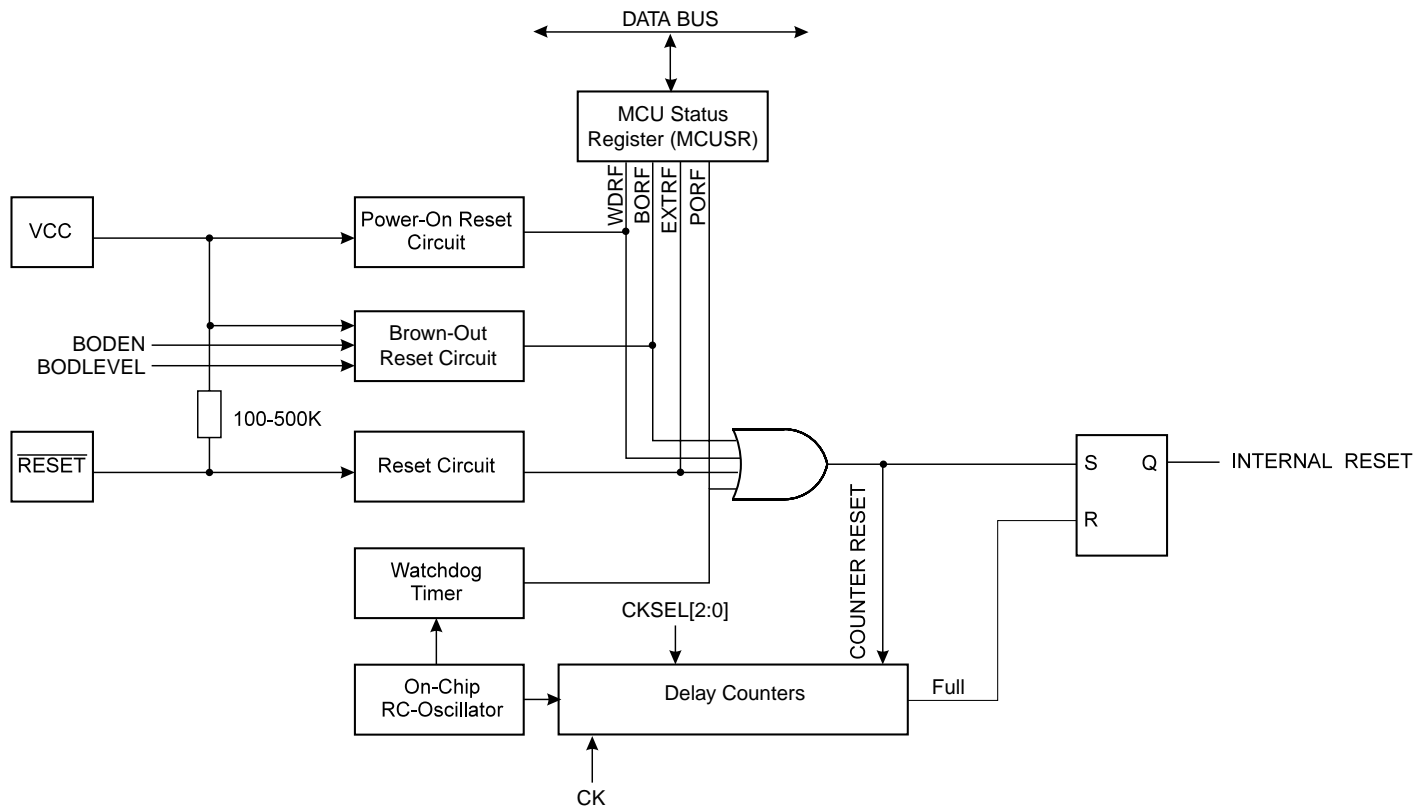 DATA BUS
MCU Status
Register (MCUSR)
WDRF
BORF
EXTRF
PORF
VCC
Power-On Reset
Circuit
BODEN
BODLEVEL
Brown-Out
Reset Circuit
100-500K
RESET
Reset Circuit
S
Q
INTERNAL RESET
R
COUNTER RESET
Watchdog
Timer
CKSEL[2:0]
On-Chip
RC-Oscillator
Delay Counters
Full
CK